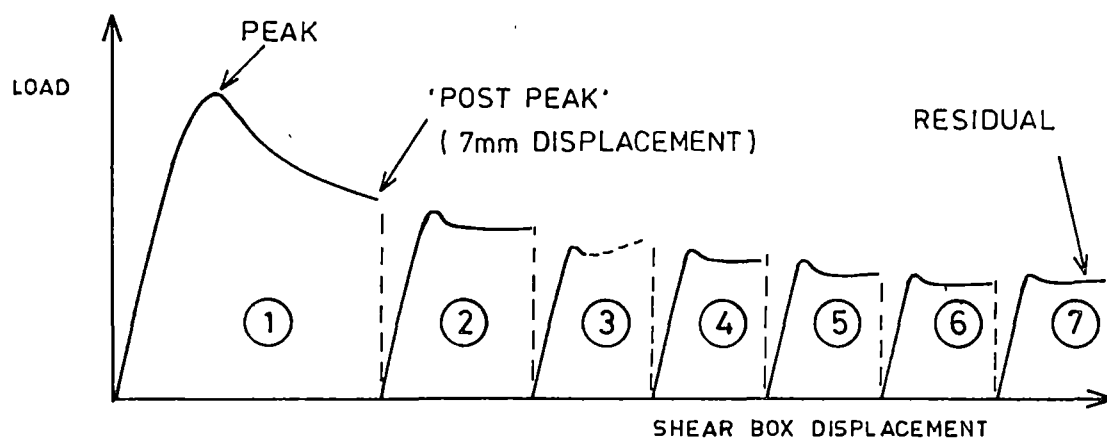 PEAK
LOAD
'POST PEAK'
( 7mm DISPLACEMENT)
RESIDUAL
1 2 3 4 5 6 7
SHEAR BOX DISPLACEMENT